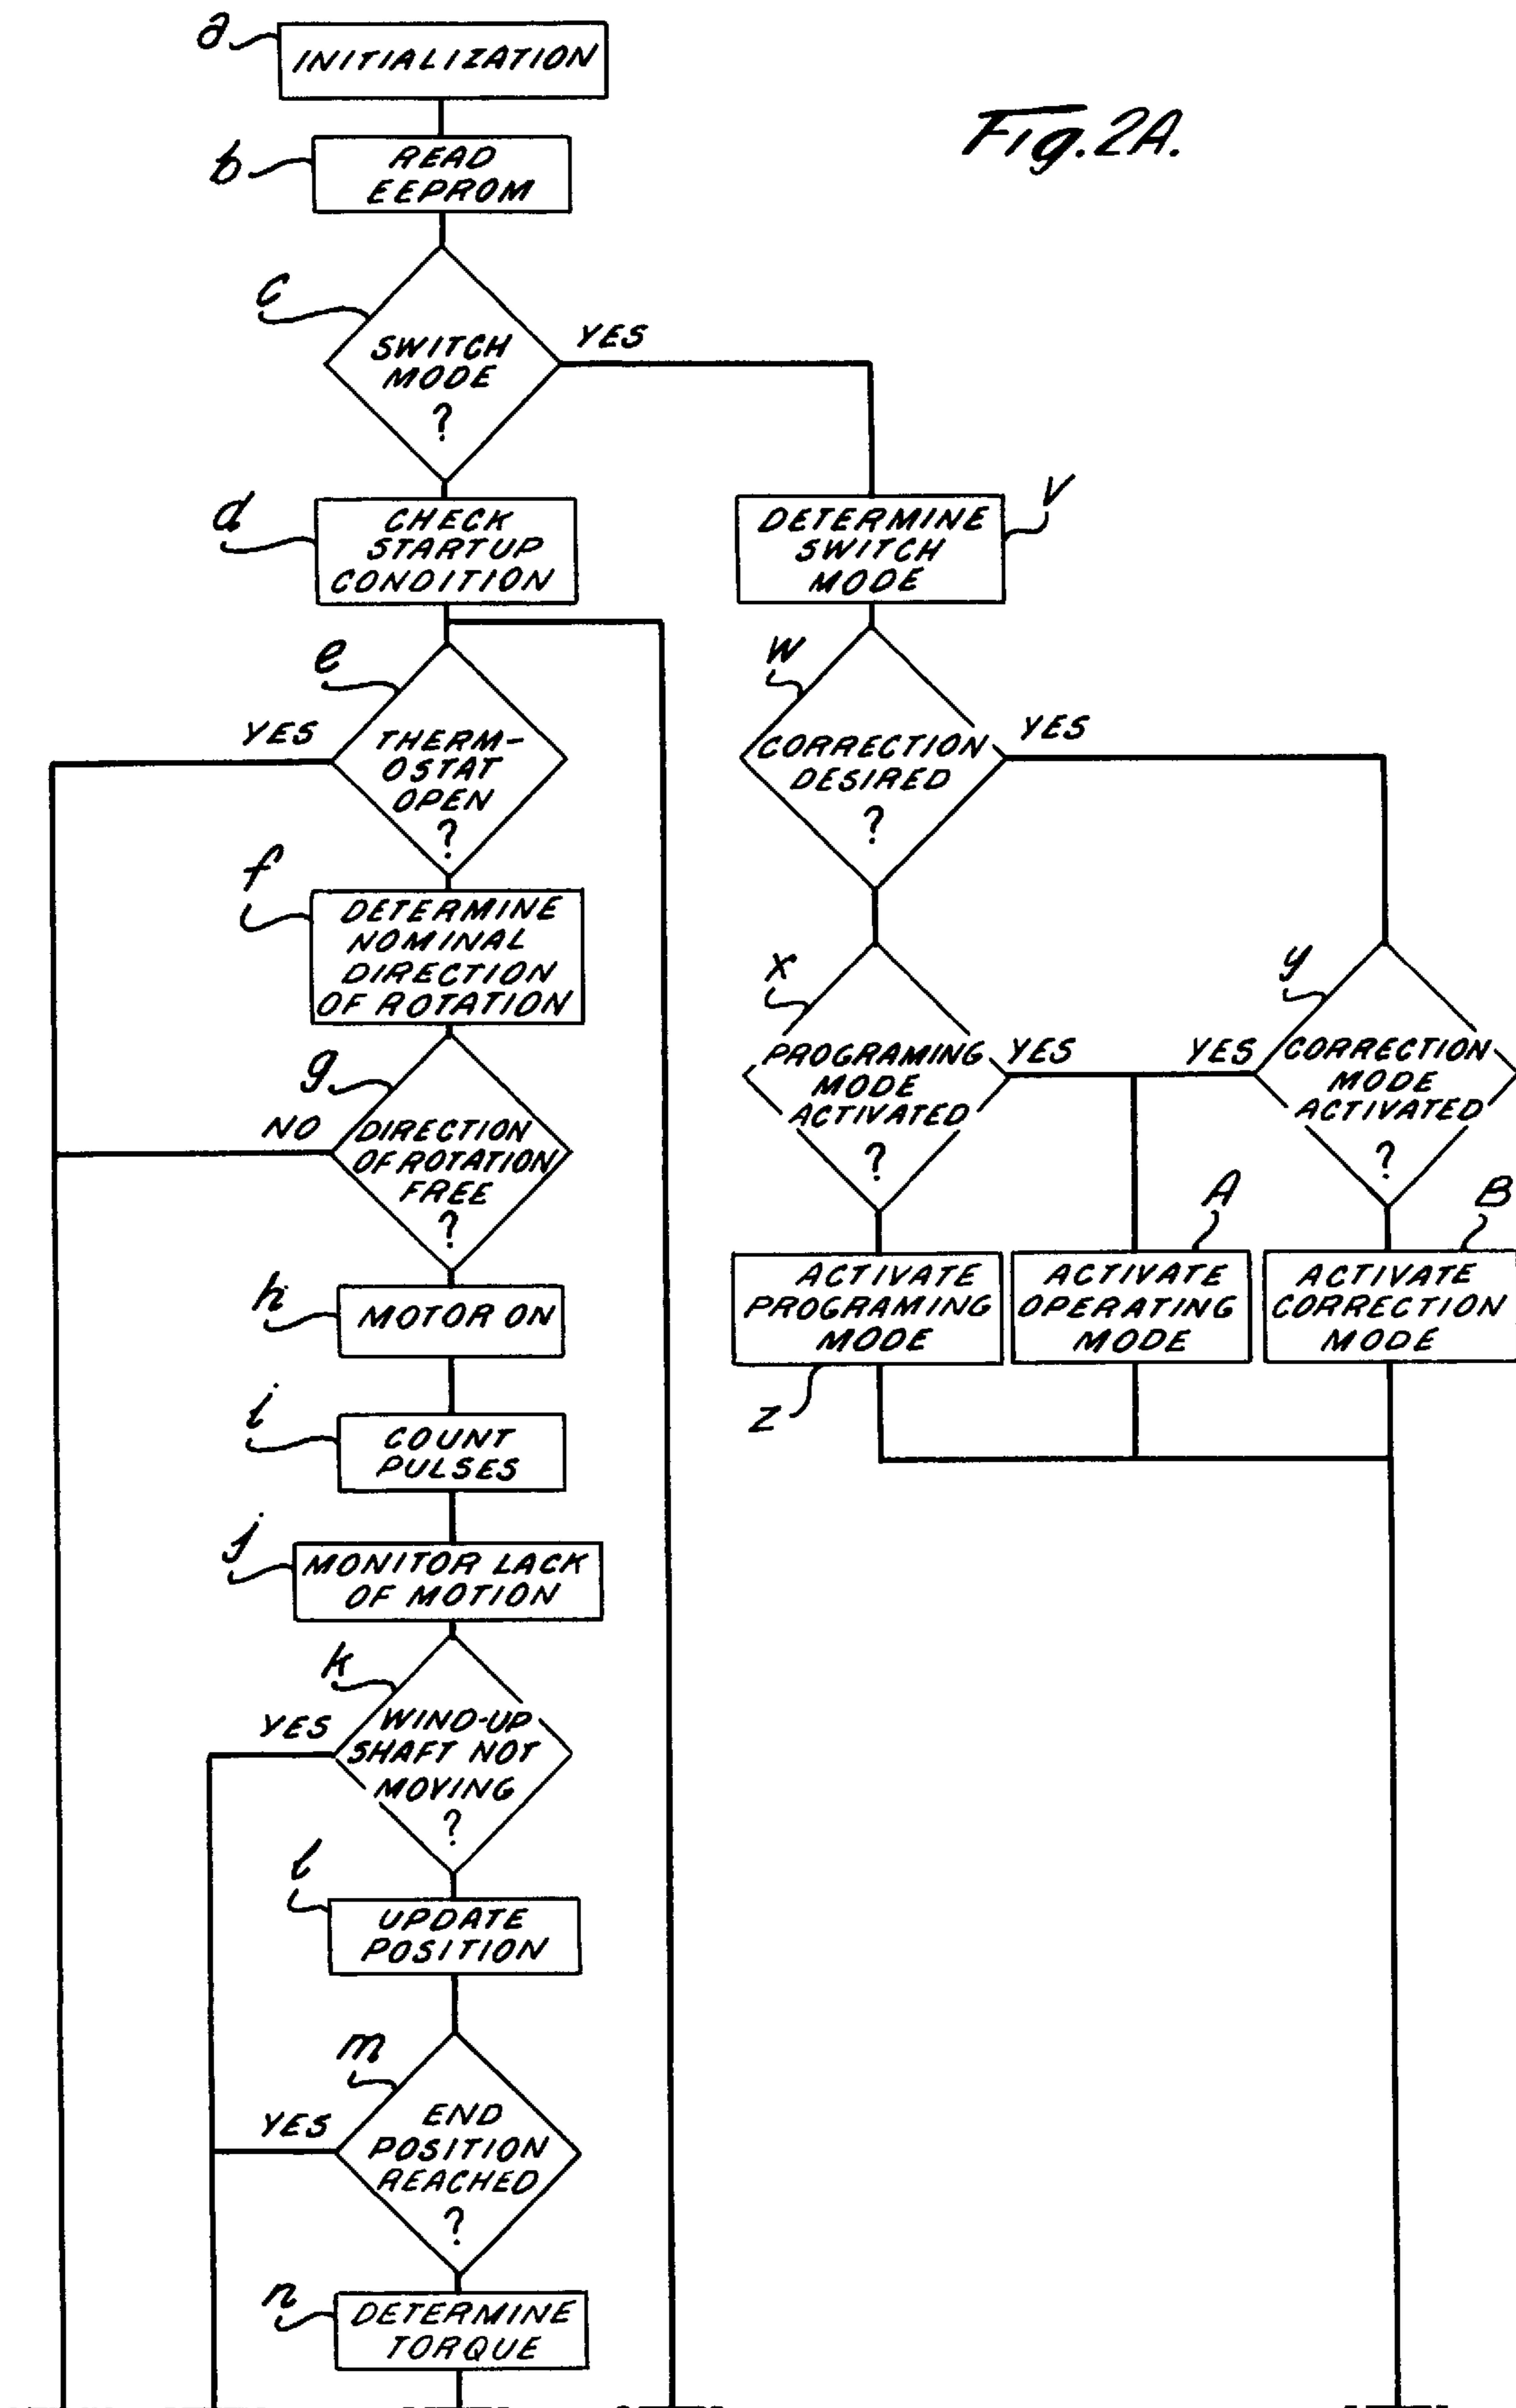 Fig. 2A.
a
INITIALIZATION
b
READ
EEPROM
c
SWITCH
MODE
?
YES
d
CHECK
STARTUP
CONDITION
e
YES
THERM-
OSTAT
OPEN
?
f
DETERMINE
NOMINAL
DIRECTION
OF ROTATION
g
NO
DIRECTION
OF ROTATION
FREE
?
h
MOTOR ON
i
COUNT
PULSES
j
MONITOR LACK
OF MOTION
k
YES
WIND-UP
SHAFT NOT
MOVING
?
l
UPDATE
POSITION
m
YES
END
POSITION
REACHED
?
n
DETERMINE
TORQUE
V
DETERMINE
SWITCH
MODE
W
CORRECTION
DESIRED
?
YES
x
PROGRAMING
MODE
ACTIVATED
?
YES
YES
y
CORRECTION
MODE
ACTIVATED
?
ACTIVATE
PROGRAMING
MODE
z
A
ACTIVATE
OPERATING
MODE
B
ACTIVATE
CORRECTION
MODE